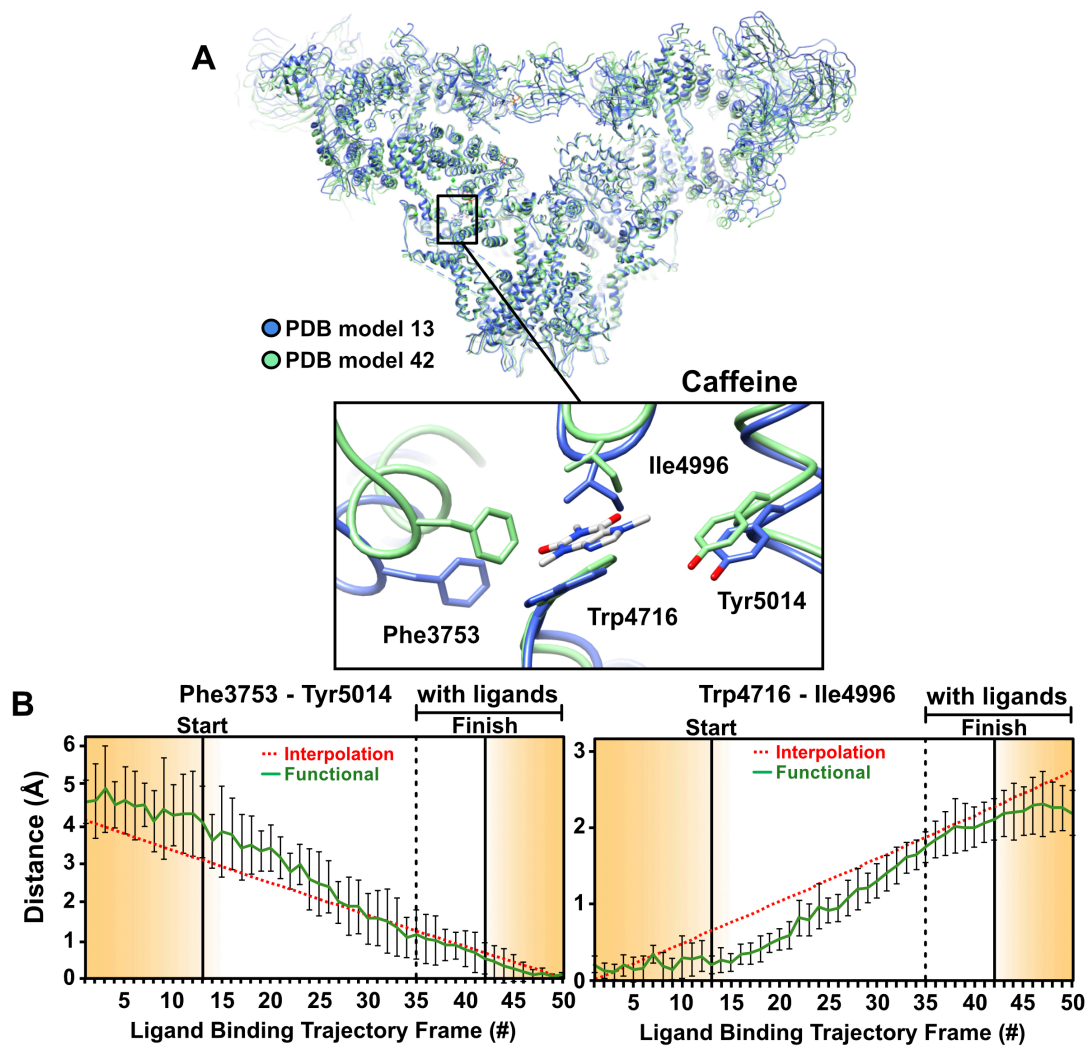 A
PDB model 13
PDB model 42
Caffeine
Ile4996
Phe3753
Trp4716
Tyr5014
B
Phe3753 - Tyr5014
with ligands
Start
Finish
Interpolation
Functional
Distance (Å)
6
5
4
3
2
1
0
5 10 15 20 25 30 35 40 45 50
Ligand Binding Trajectory Frame (#)
Trp4716 - Ile4996
with ligands
Start
Finish
Interpolation
Functional
3
2
1
0
5 10 15 20 25 30 35 40 45 50
Ligand Binding Trajectory Frame (#)